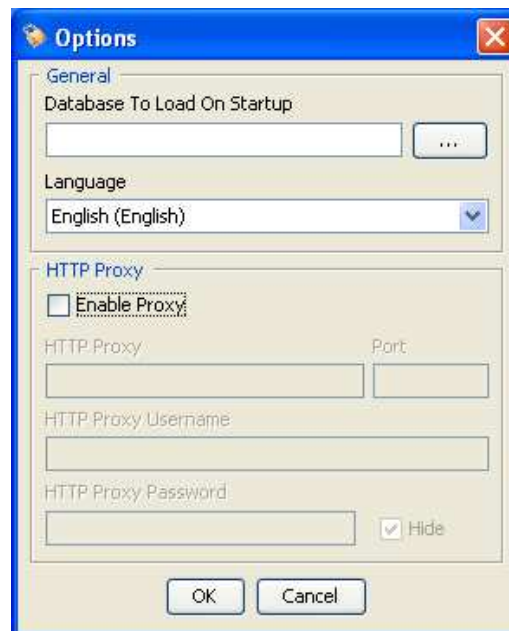 Options
General
Database To Load On Startup
...
Language
English (English)
HTTP Proxy
Enable Proxy
HTTP Proxy Port
HTTP Proxy Username
HTTP Proxy Password
Hide
OK Cancel